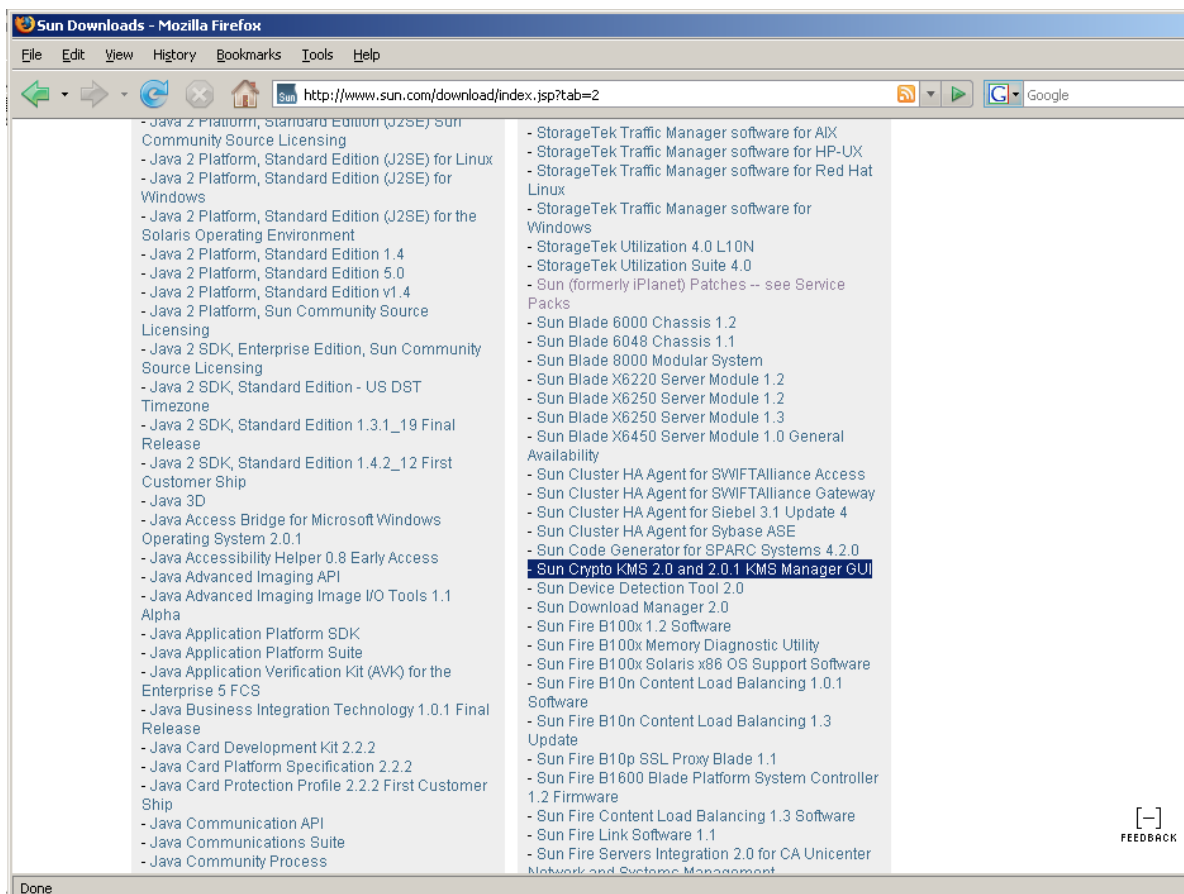 Sun Downloads - Mozilla Firefox
File Edit View History Bookmarks Tools Help
Sun http://www.sun.com/download/index.jsp?tab=2 G Google
- Java 2 Platform, Standard Edition (J2SE) Sun
Community Source Licensing
- Java 2 Platform, Standard Edition (J2SE) for Linux
- Java 2 Platform, Standard Edition (J2SE) for
Windows
- Java 2 Platform, Standard Edition (J2SE) for the
Solaris Operating Environment
- Java 2 Platform, Standard Edition 1.4
- Java 2 Platform, Standard Edition 5.0
- Java 2 Platform, Standard Edition v1.4
- Java 2 Platform, Sun Community Source
Licensing
- Java 2 SDK, Enterprise Edition, Sun Community
Source Licensing
- Java 2 SDK, Standard Edition - US DST
Timezone
- Java 2 SDK, Standard Edition 1.3.1_19 Final
Release
- Java 2 SDK, Standard Edition 1.4.2_12 First
Customer Ship
- Java 3D
- Java Access Bridge for Microsoft Windows
Operating System 2.0.1
- Java Accessibility Helper 0.8 Early Access
- Java Advanced Imaging API
- Java Advanced Imaging Image I/O Tools 1.1
Alpha
- Java Application Platform SDK
- Java Application Platform Suite
- Java Application Verification Kit (AVK) for the
Enterprise 5 FCS
- Java Business Integration Technology 1.0.1 Final
Release
- Java Card Development Kit 2.2.2
- Java Card Platform Specification 2.2.2
- Java Card Protection Profile 2.2.2 First Customer
Ship
- Java Communication API
- Java Communications Suite
- Java Community Process
- StorageTek Traffic Manager software for AIX
- StorageTek Traffic Manager software for HP-UX
- StorageTek Traffic Manager software for Red Hat
Linux
- StorageTek Traffic Manager software for
Windows
- StorageTek Utilization 4.0 L10N
- StorageTek Utilization Suite 4.0
- Sun (formerly iPlanet) Patches -- see Service
Packs
- Sun Blade 6000 Chassis 1.2
- Sun Blade 6048 Chassis 1.1
- Sun Blade 8000 Modular System
- Sun Blade X6220 Server Module 1.2
- Sun Blade X6250 Server Module 1.2
- Sun Blade X6250 Server Module 1.3
- Sun Blade X6450 Server Module 1.0 General
Availability
- Sun Cluster HA Agent for SWIFTAlliance Access
- Sun Cluster HA Agent for SWIFTAlliance Gateway
- Sun Cluster HA Agent for Siebel 3.1 Update 4
- Sun Cluster HA Agent for Sybase ASE
- Sun Code Generator for SPARC Systems 4.2.0
- Sun Crypto KMS 2.0 and 2.0.1 KMS Manager GUI
- Sun Device Detection Tool 2.0
- Sun Download Manager 2.0
- Sun Fire B100x 1.2 Software
- Sun Fire B100x Memory Diagnostic Utility
- Sun Fire B100x Solaris x86 OS Support Software
- Sun Fire B10n Content Load Balancing 1.0.1
Software
- Sun Fire B10n Content Load Balancing 1.3
Update
- Sun Fire B10p SSL Proxy Blade 1.1
- Sun Fire B1600 Blade Platform System Controller
1.2 Firmware
- Sun Fire Content Load Balancing 1.3 Software
- Sun Fire Link Software 1.1
- Sun Fire Servers Integration 2.0 for CA Unicenter
Network and Systems Management
[–]
FEEDBACK
Done